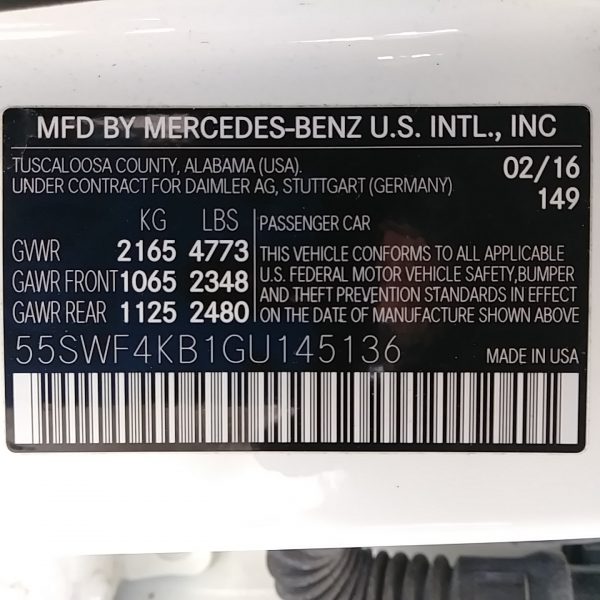 MFD BY MERCEDES-BENZ U.S. INTL., INC
TUSCALOOSA COUNTY, ALABAMA (USA).
UNDER CONTRACT FOR DAIMLER AG, STUTTGART (GERMANY)
02/16
149
KG LBS
GVWR 2165 4773
GAWR FRONT 1065 2348
GAWR REAR 1125 2480
PASSENGER CAR
THIS VEHICLE CONFORMS TO ALL APPLICABLE
U.S. FEDERAL MOTOR VEHICLE SAFETY, BUMPER
AND THEFT PREVENTION STANDARDS IN EFFECT
ON THE DATE OF MANUFACTURE SHOWN ABOVE
55SWF4KB1GU145136
MADE IN USA